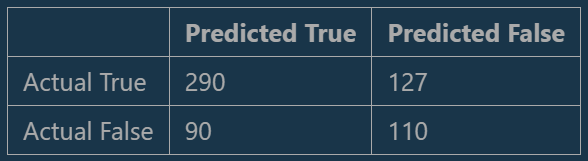 Predicted True Predicted False
Actual True 290 127
Actual False 90 110